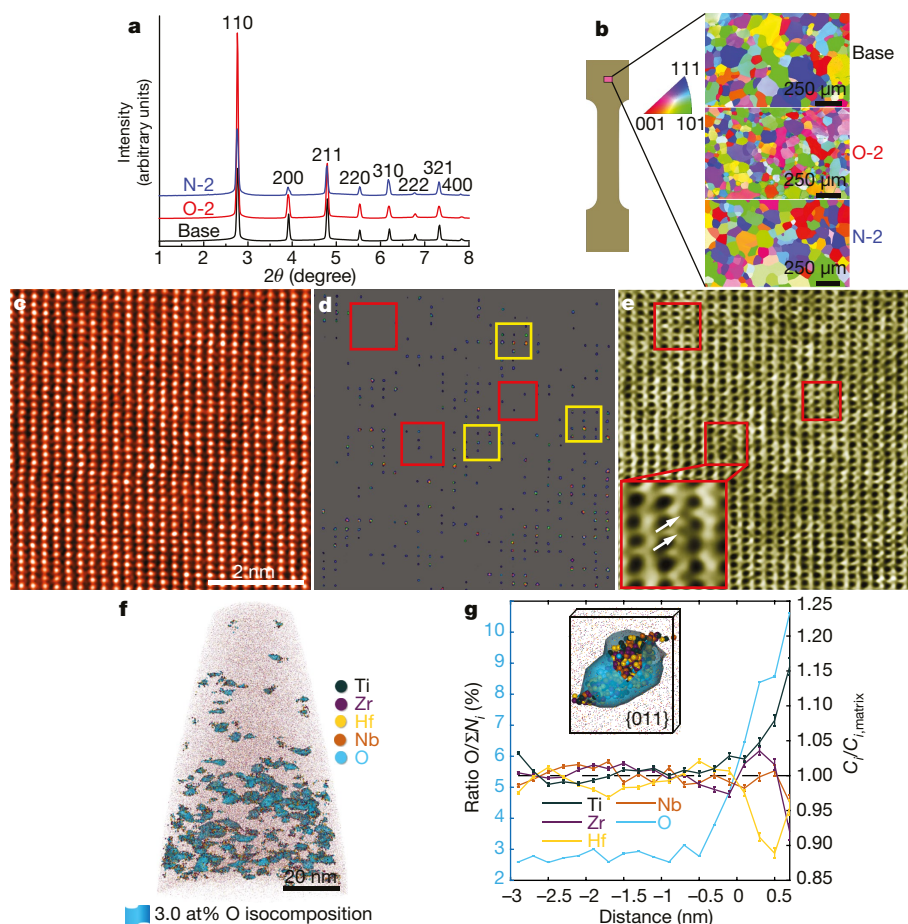 a
Intensity
(arbitrary units)
110
200
211
220
310
222
321
400
N-2
O-2
Base
1 2 3 4 5 6 7 8
2θ (degree)
b
111
001 101
Base
250 μm
O-2
250 μm
N-2
250 μm
c
2 nm
d
e
f
Ti
Zr
Hf
Nb
O
20 nm
3.0 at% O isocomposition
g
Ratio O/ΣNᵢ (%)
10
9
8
7
6
5
4
3
2
{011}
Ti Nb
Zr O
Hf
1.25
1.20
1.15
1.10
1.05
1.00
0.95
0.90
0.85
Cᵢ/Cᵢ,matrix
−3 −2.5 −2 −1.5 −1 −0.5 0 0.5
Distance (nm)